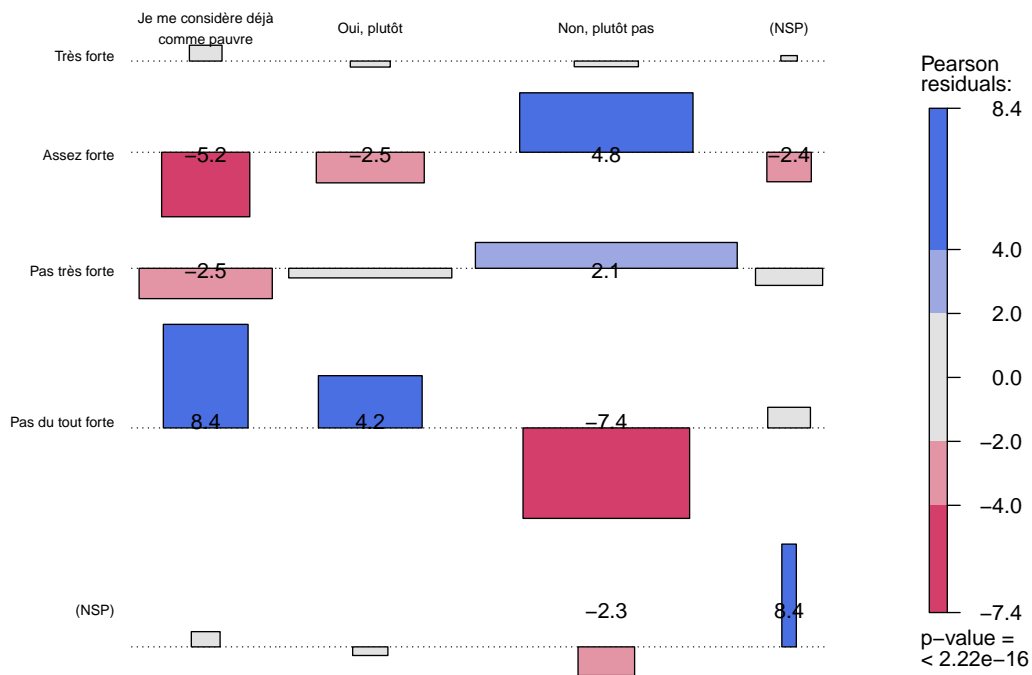 Je me considère déjà
comme pauvre
Oui, plutôt
Non, plutôt pas
(NSP)
Très forte
Assez forte
−5.2
−2.5
4.8
−2.4
Pas très forte
−2.5
2.1
Pas du tout forte
8.4
4.2
−7.4
(NSP)
−2.3
8.4
Pearson
residuals:
8.4
4.0
2.0
0.0
−2.0
−4.0
−7.4
p−value =
< 2.22e−16